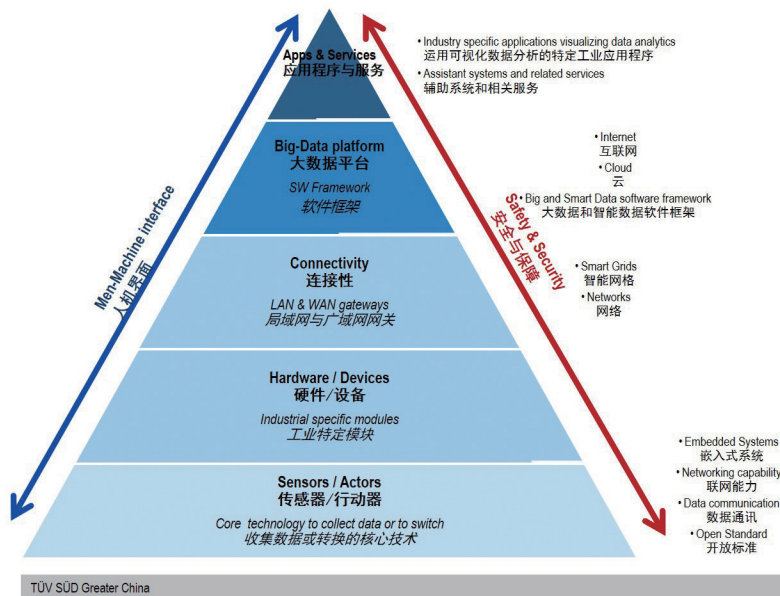 Apps & Services
应用程序与服务
• Industry specific applications visualizing data analytics
运用可视化数据分析的特定工业应用程序
• Assistant systems and related services
辅助系统和相关服务
Big-Data platform
大数据平台
SW Framework
软件框架
• Internet
互联网
• Cloud
云
• Big and Smart Data software framework
大数据和智能数据软件框架
Men-Machine interface
人机界面
Safety & Security
安全与保障
Connectivity
连接性
LAN & WAN gateways
局域网与广域网网关
• Smart Grids
智能网格
• Networks
网络
Hardware / Devices
硬件/设备
Industrial specific modules
工业特定模块
Sensors / Actors
传感器/行动器
Core technology to collect data or to switch
收集数据或转换的核心技术
• Embedded Systems
嵌入式系统
• Networking capability
联网能力
• Data communication
数据通讯
• Open Standard
开放标准
TÜV SÜD Greater China